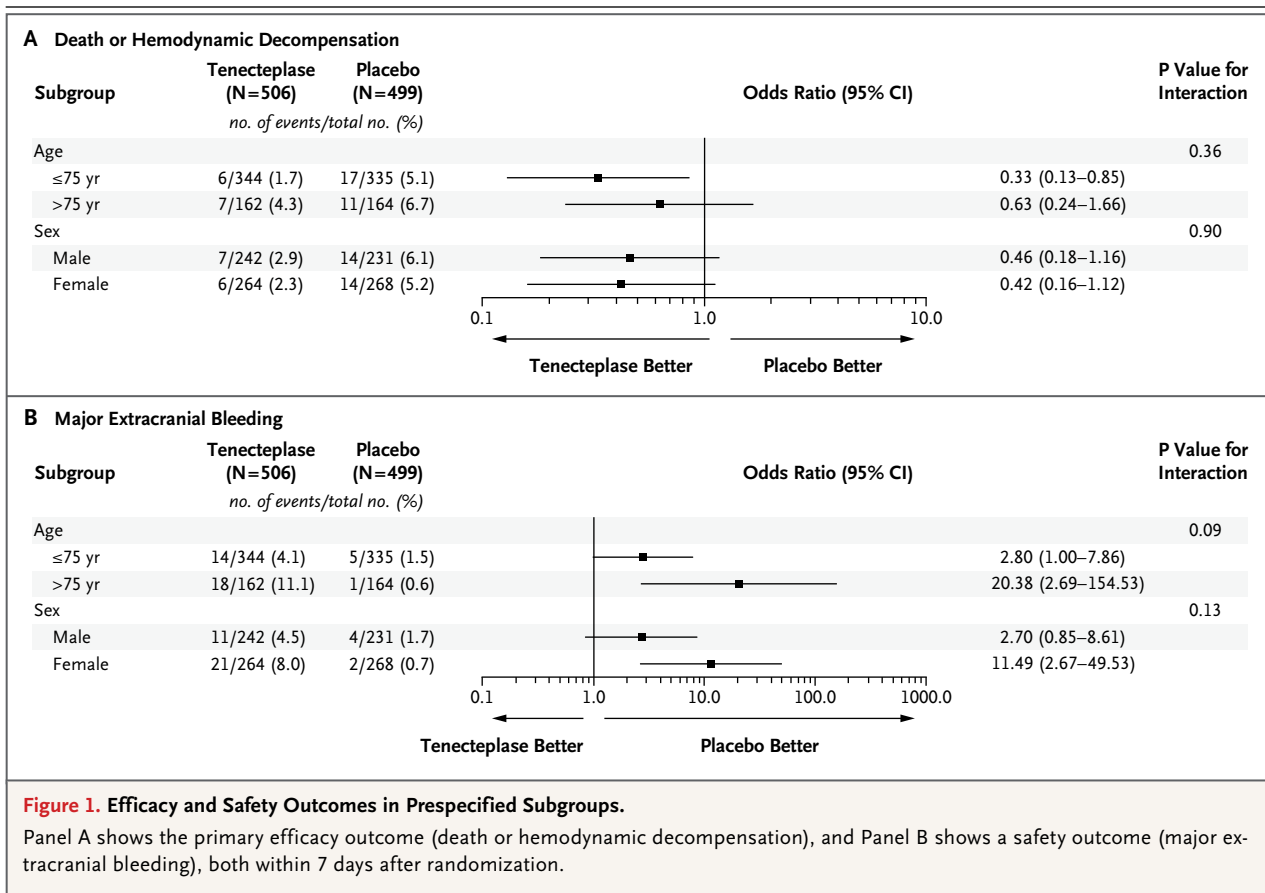 A Death or Hemodynamic Decompensation
Subgroup Tenecteplase (N=506) Placebo (N=499) Odds Ratio (95% CI) P Value for Interaction
no. of events/total no. (%)
Age 0.36
≤75 yr 6/344 (1.7) 17/335 (5.1) 0.33 (0.13–0.85)
>75 yr 7/162 (4.3) 11/164 (6.7) 0.63 (0.24–1.66)
Sex 0.90
Male 7/242 (2.9) 14/231 (6.1) 0.46 (0.18–1.16)
Female 6/264 (2.3) 14/268 (5.2) 0.42 (0.16–1.12)
0.1 1.0 10.0
Tenecteplase Better Placebo Better
B Major Extracranial Bleeding
Subgroup Tenecteplase (N=506) Placebo (N=499) Odds Ratio (95% CI) P Value for Interaction
no. of events/total no. (%)
Age 0.09
≤75 yr 14/344 (4.1) 5/335 (1.5) 2.80 (1.00–7.86)
>75 yr 18/162 (11.1) 1/164 (0.6) 20.38 (2.69–154.53)
Sex 0.13
Male 11/242 (4.5) 4/231 (1.7) 2.70 (0.85–8.61)
Female 21/264 (8.0) 2/268 (0.7) 11.49 (2.67–49.53)
0.1 1.0 10.0 100.0 1000.0
Tenecteplase Better Placebo Better
Figure 1. Efficacy and Safety Outcomes in Prespecified Subgroups.
Panel A shows the primary efficacy outcome (death or hemodynamic decompensation), and Panel B shows a safety outcome (major ex-
tracranial bleeding), both within 7 days after randomization.